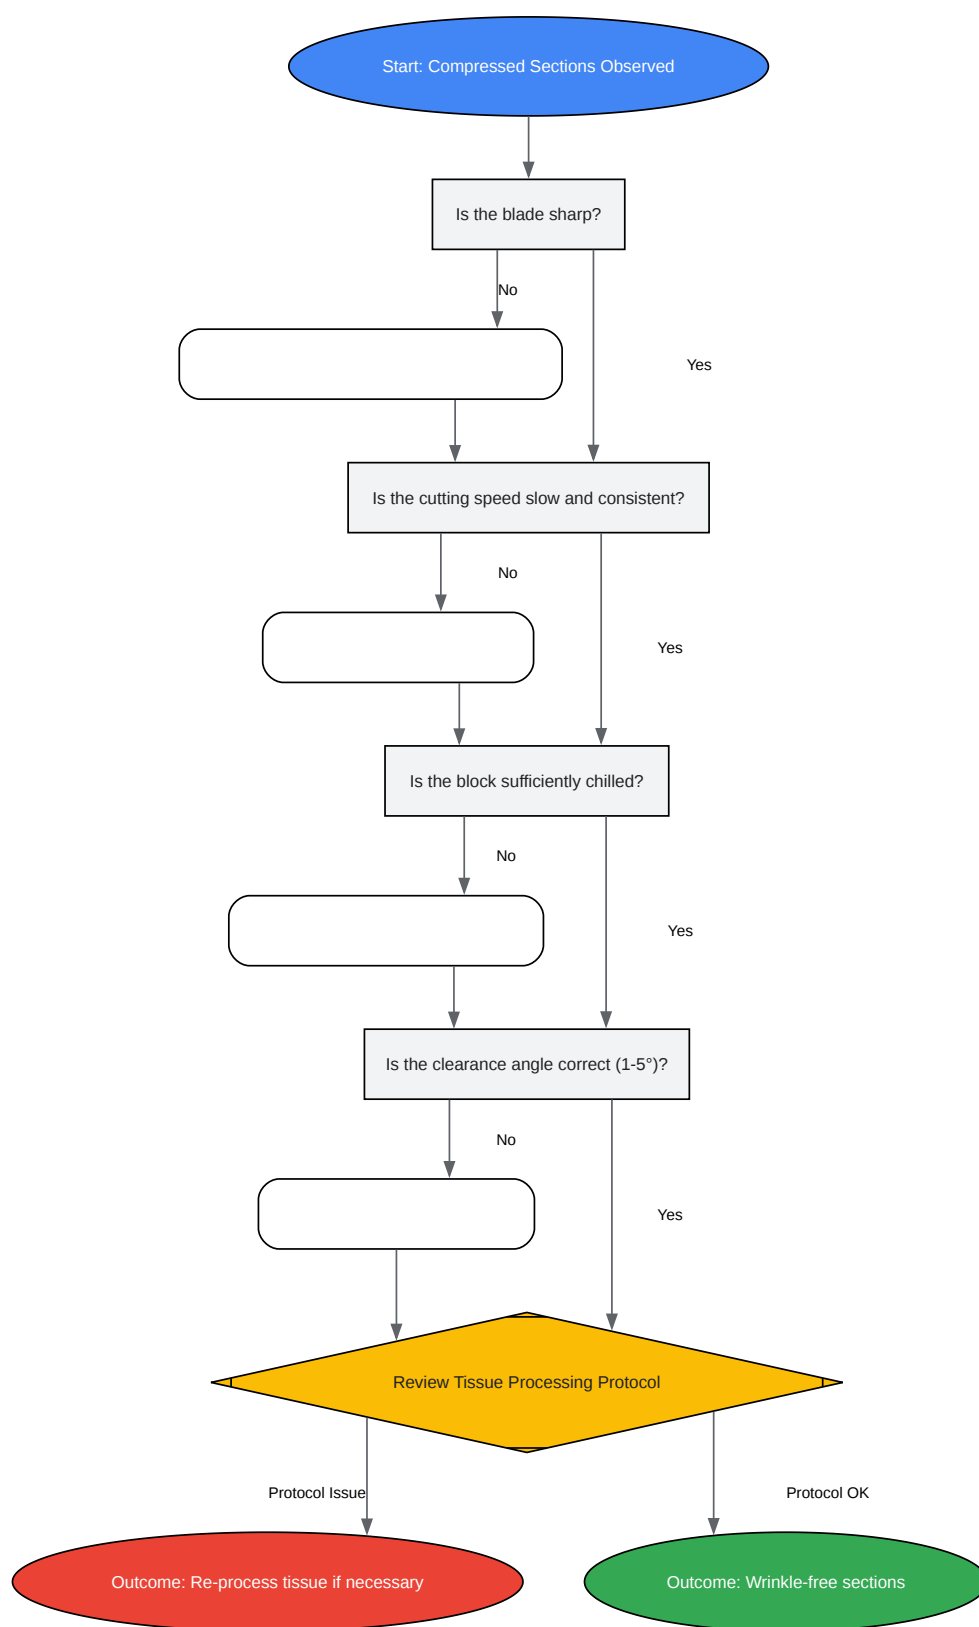 Start: Compressed Sections Observed
Is the blade sharp?
No
Yes
Is the cutting speed slow and consistent?
No
Yes
Is the block sufficiently chilled?
No
Yes
Is the clearance angle correct (1-5°)?
No
Yes
Review Tissue Processing Protocol
Protocol Issue
Protocol OK
Outcome: Re-process tissue if necessary
Outcome: Wrinkle-free sections